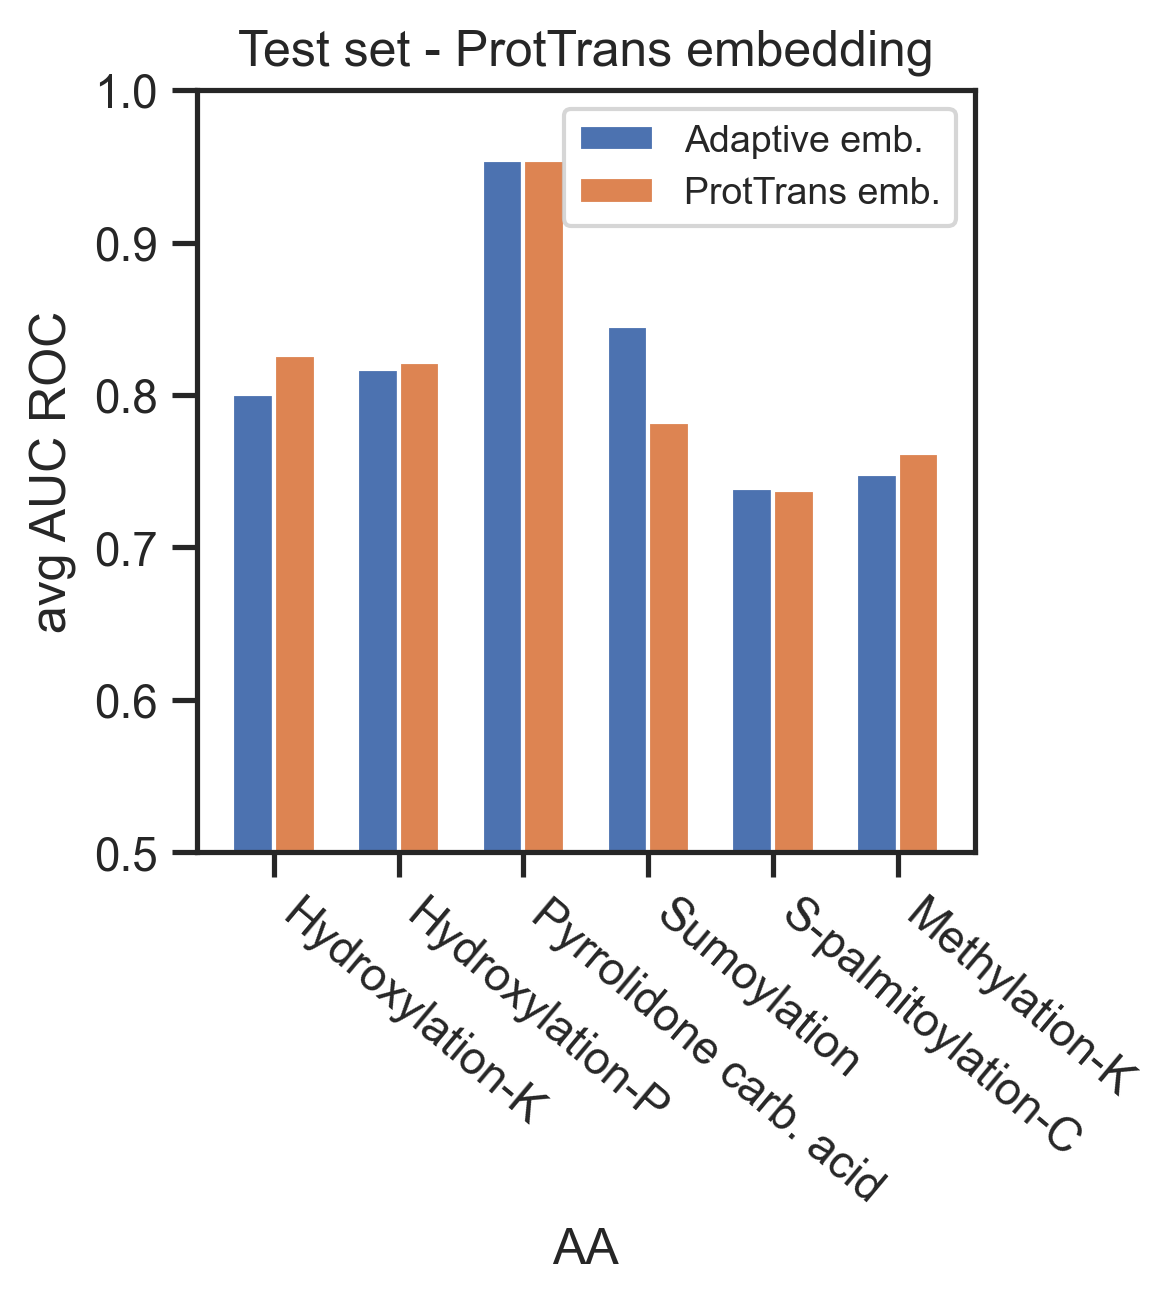 Test set - ProtTrans embedding
Adaptive emb.
ProtTrans emb.
avg AUC ROC
1.0
0.9
0.8
0.7
0.6
0.5
Hydroxylation-K
Hydroxylation-P
Pyrrolidone carb. acid
Sumoylation
S-palmitoylation-C
Methylation-K
AA